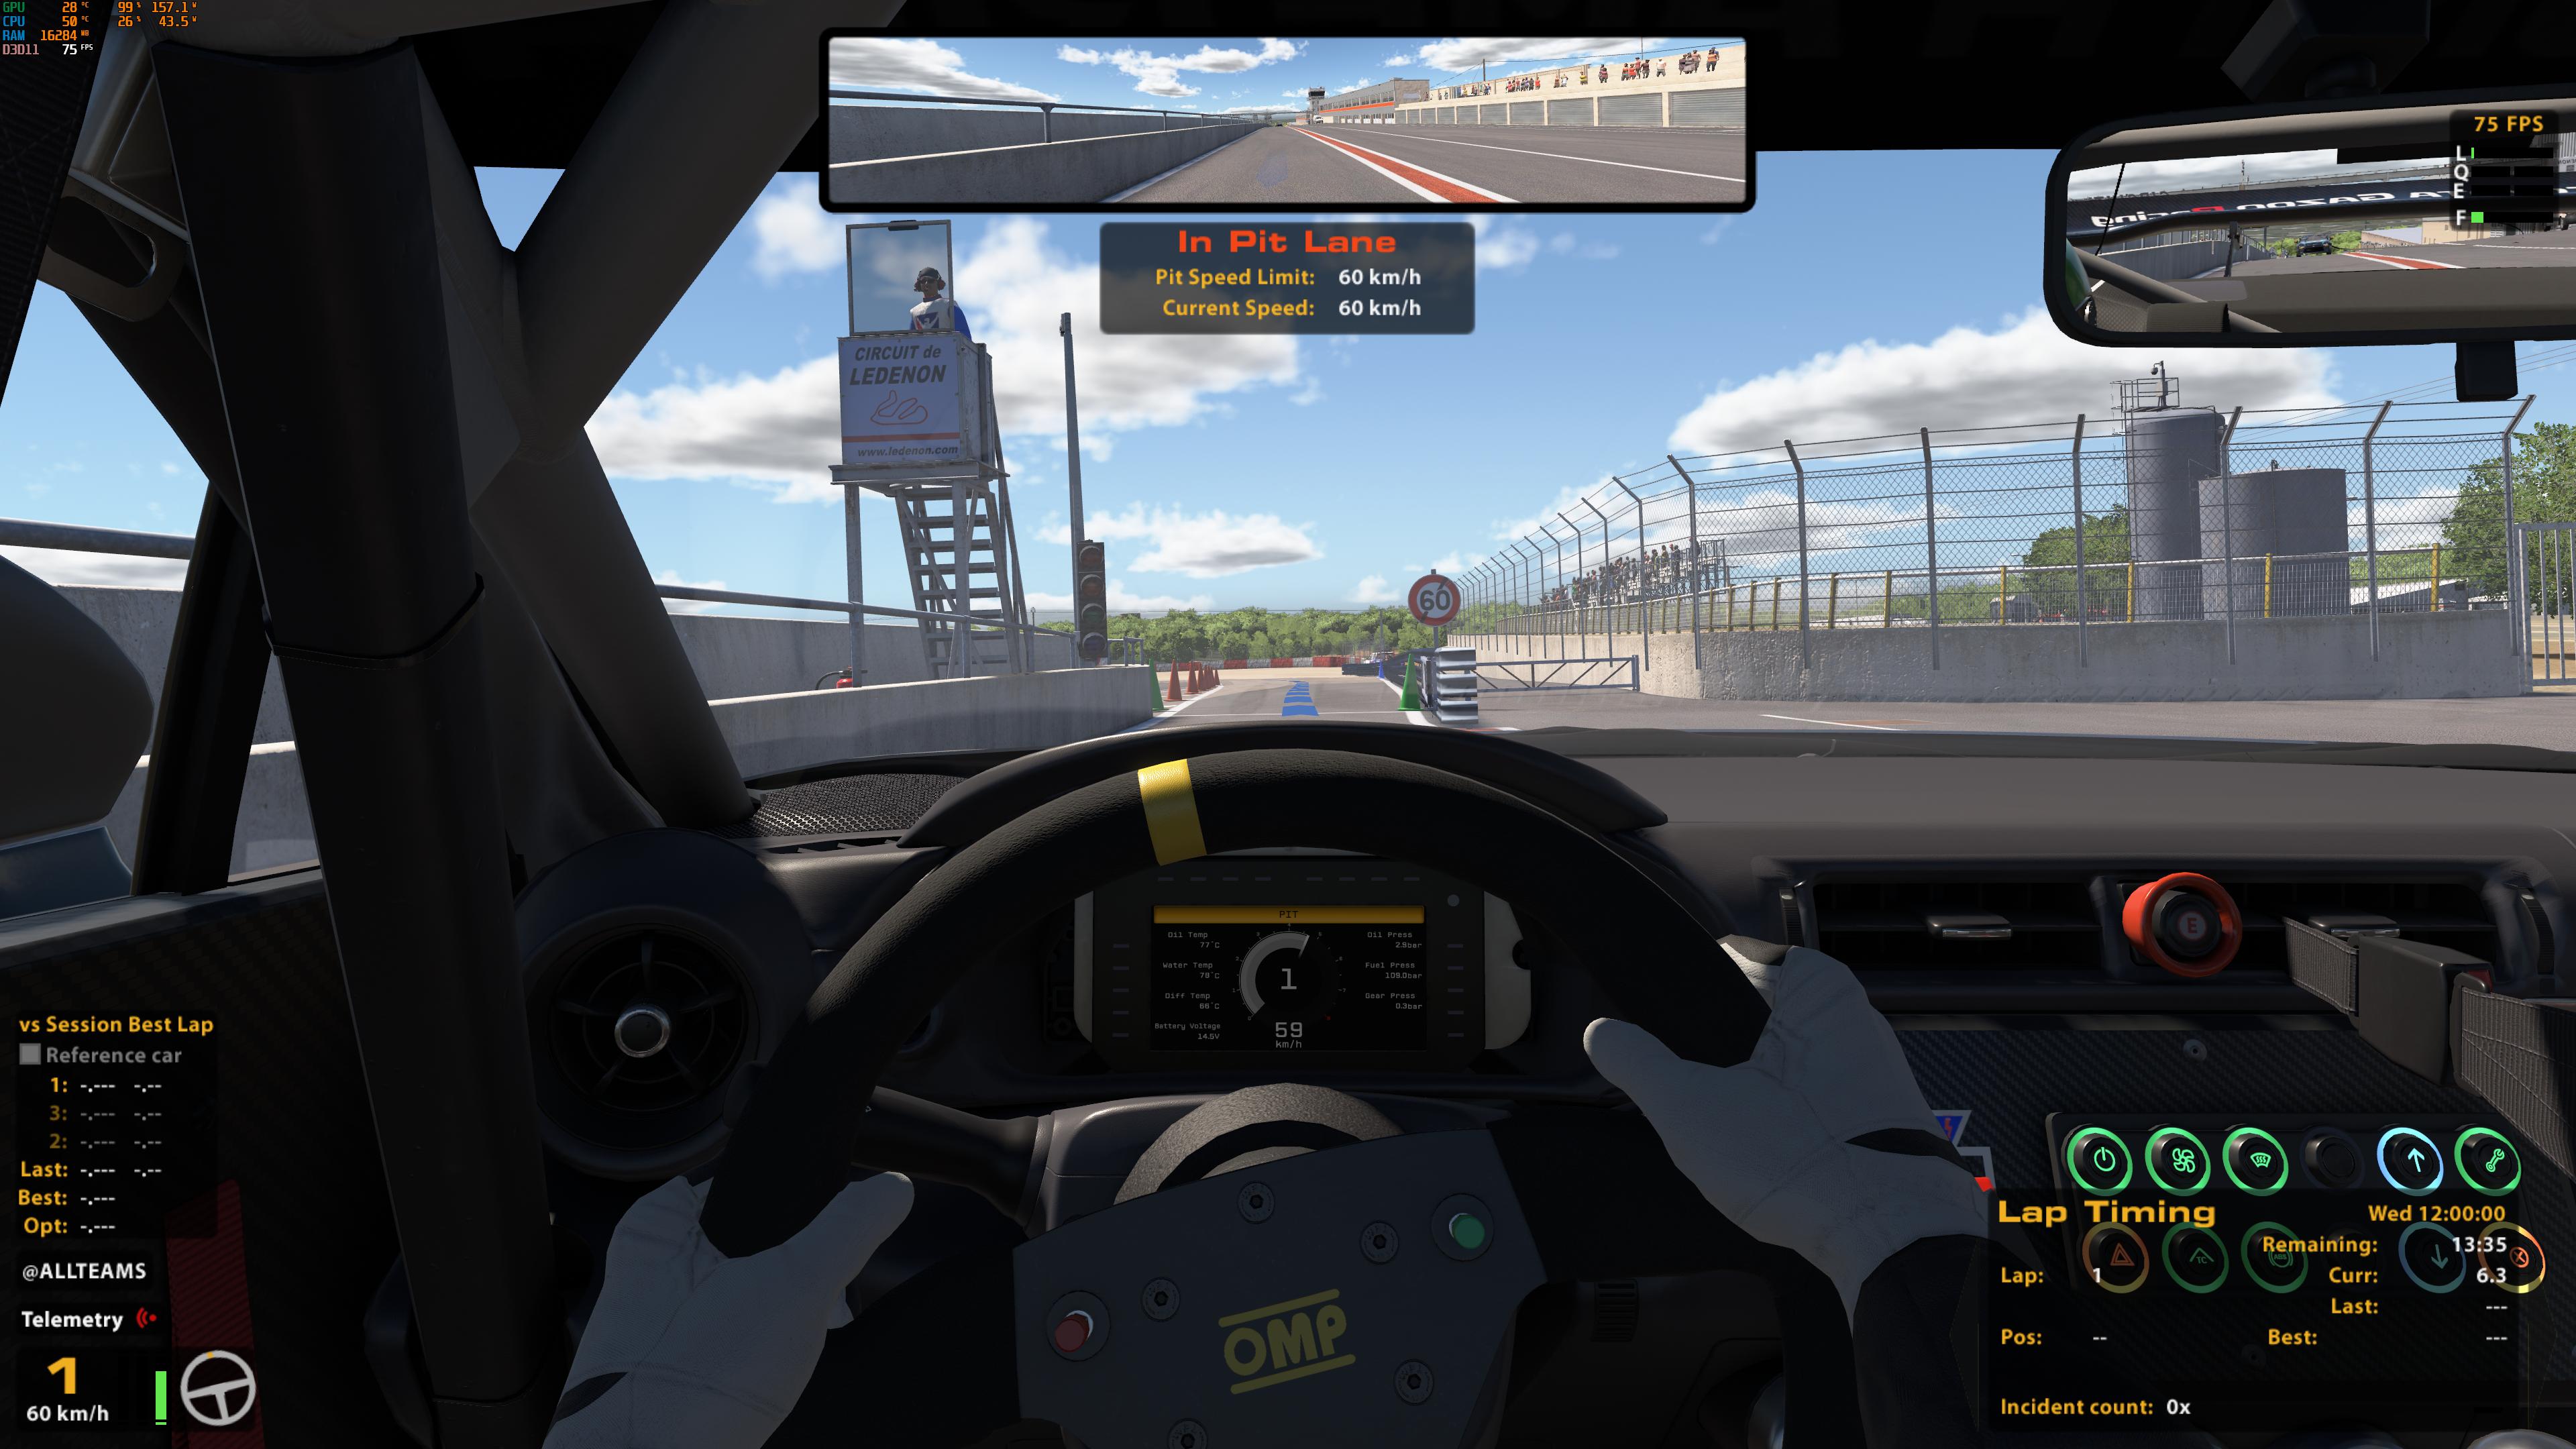 GPU 28 °C 99 % 157.1 W
CPU 50 °C 26 % 43.5 W
RAM 16284 MB
D3D11 75 FPS
75 FPS
L
Q
E
F
In Pit Lane
Pit Speed Limit: 60 km/h
Current Speed: 60 km/h
CIRCUIT de
LEDENON
www.ledenon.com
60
PIT
Oil Temp
77°C
Oil Press
2.9bar
Water Temp
78°C
Fuel Press
Diff Temp
66°C
Gear Press
0.3bar
Battery Voltage
14.5V
1
59
km/h
E
vs Session Best Lap
Reference car
1: -.--- -.--
3: -.--- -.--
2: -.--- -.--
Last: -.--- -.--
Best: -.---
Opt: -.---
@ALLTEAMS
Telemetry
1
60 km/h
OMP
TC
ABS
Lap Timing Wed 12:00:00
Remaining: 13:35
Lap: 1 Curr: 6.3
Last: ---
Pos: -- Best: ---
Incident count: 0x